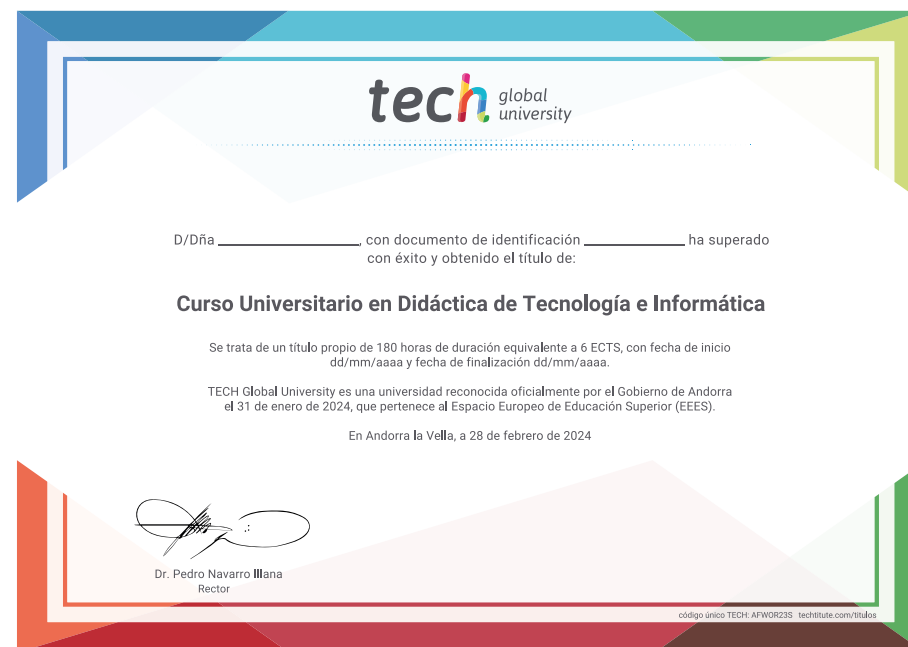 tech global
university
D/Dña ____________________, con documento de identificación ______________ ha superado
con éxito y obtenido el título de:
Curso Universitario en Didáctica de Tecnología e Informática
Se trata de un título propio de 180 horas de duración equivalente a 6 ECTS, con fecha de inicio
dd/mm/aaaa y fecha de finalización dd/mm/aaaa.
TECH Global University es una universidad reconocida oficialmente por el Gobierno de Andorra
el 31 de enero de 2024, que pertenece al Espacio Europeo de Educación Superior (EEES).
En Andorra la Vella, a 28 de febrero de 2024
Dr. Pedro Navarro Illana
Rector
código único TECH: AFWOR23S techtitute.com/titulos